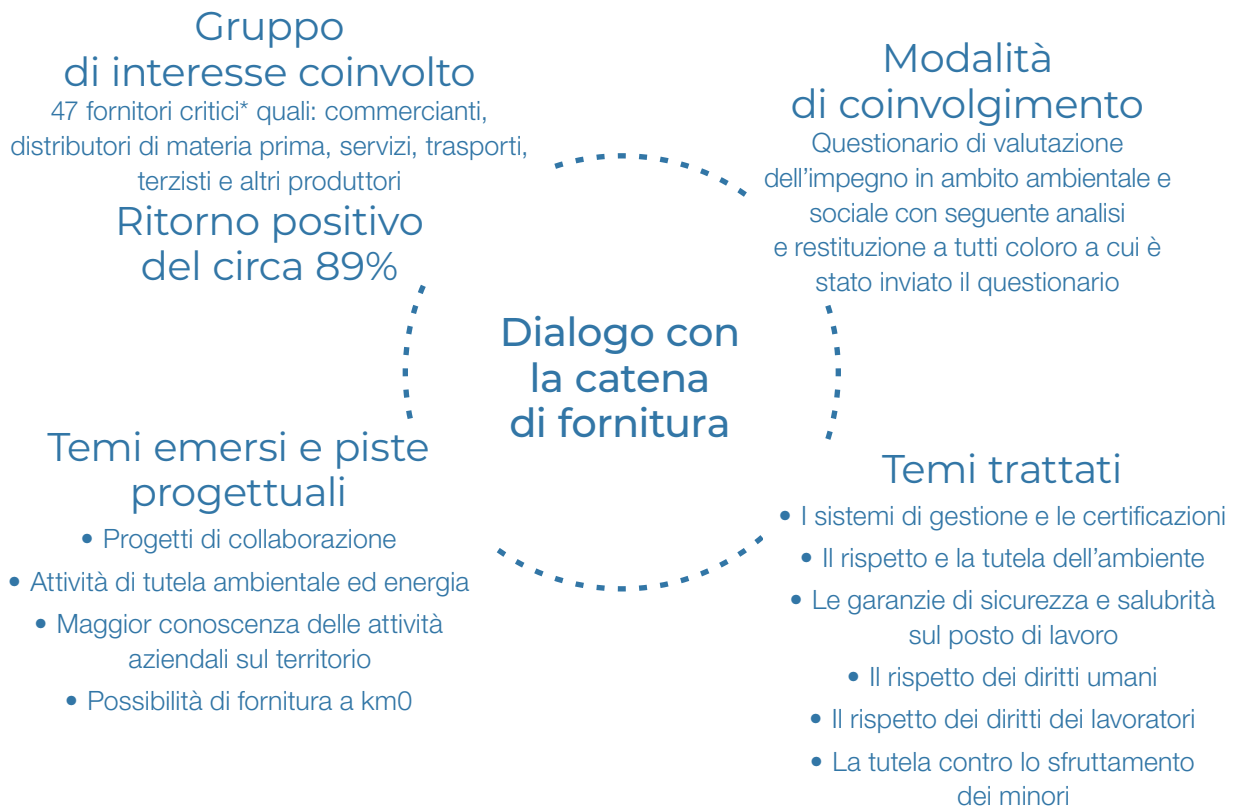 Gruppo
di interesse coinvolto
47 fornitori critici* quali: commercianti,
distributori di materia prima, servizi, trasporti,
terzisti e altri produttori
Ritorno positivo
del circa 89%
Modalità
di coinvolgimento
Questionario di valutazione
dell’impegno in ambito ambientale e
sociale con seguente analisi
e restituzione a tutti coloro a cui è
stato inviato il questionario
Dialogo con
la catena
di fornitura
Temi emersi e piste
progettuali
• Progetti di collaborazione
• Attività di tutela ambientale ed energia
• Maggior conoscenza delle attività
aziendali sul territorio
• Possibilità di fornitura a km0
Temi trattati
• I sistemi di gestione e le certificazioni
• Il rispetto e la tutela dell’ambiente
• Le garanzie di sicurezza e salubrità
sul posto di lavoro
• Il rispetto dei diritti umani
• Il rispetto dei diritti dei lavoratori
• La tutela contro lo sfruttamento
dei minori